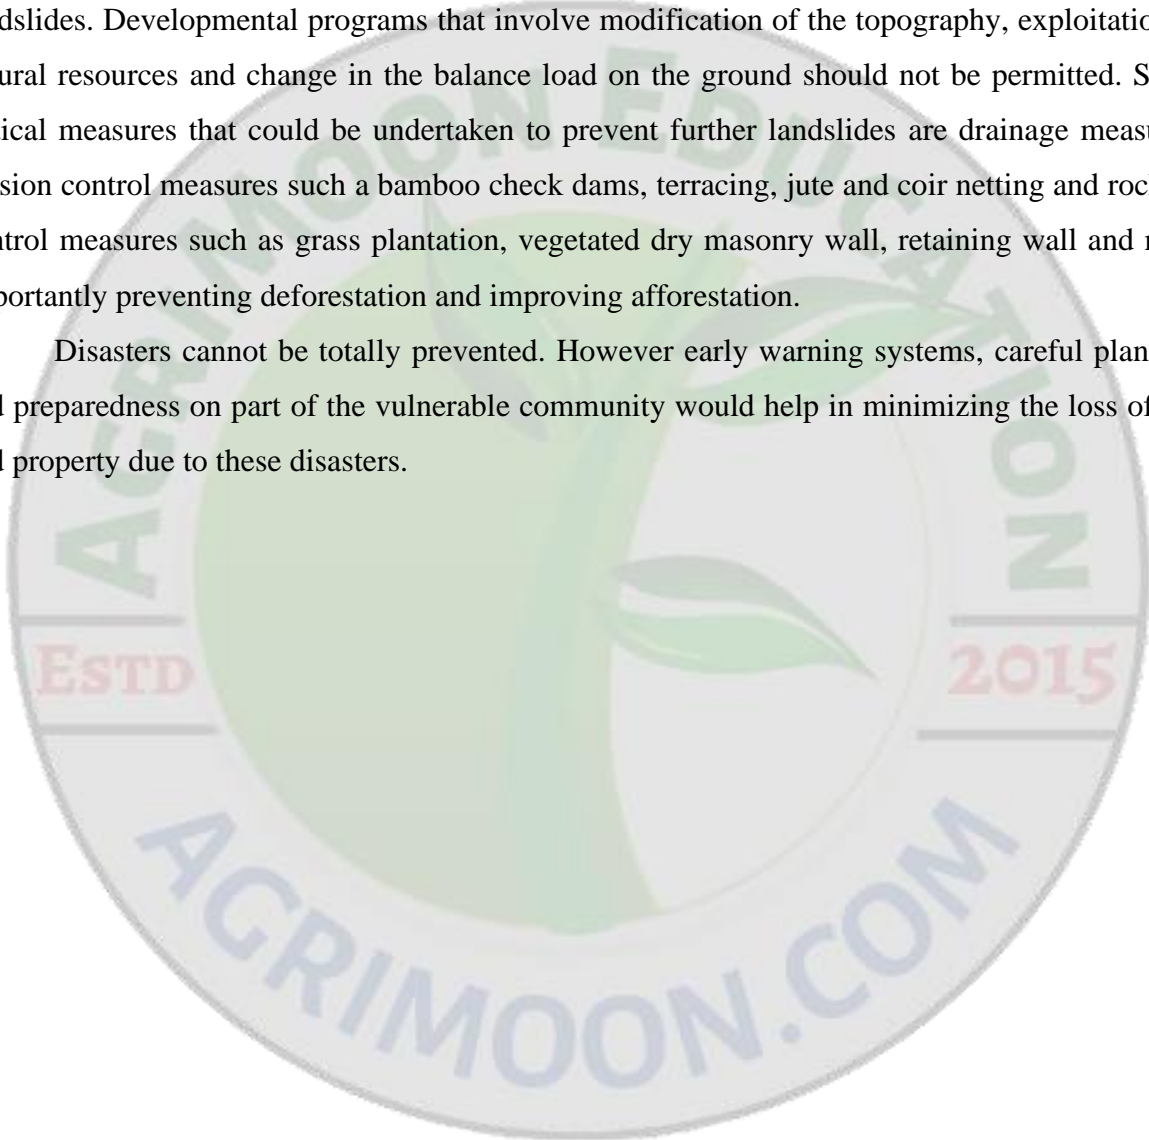 dslides. Developmental programs that involve modification of the topography, exploitatio
ural resources and change in the balance load on the ground should not be permitted. S
tical measures that could be undertaken to prevent further landslides are drainage measu
sion control measures such a bamboo check dams, terracing, jute and coir netting and roc
ntrol measures such as grass plantation, vegetated dry masonry wall, retaining wall and
portantly preventing deforestation and improving afforestation.
Disasters cannot be totally prevented. However early warning systems, careful plan
d preparedness on part of the vulnerable community would help in minimizing the loss of
d property due to these disasters.
AGRIMOON EDUCATION
ESTD 2015
AGRIMOON.COM